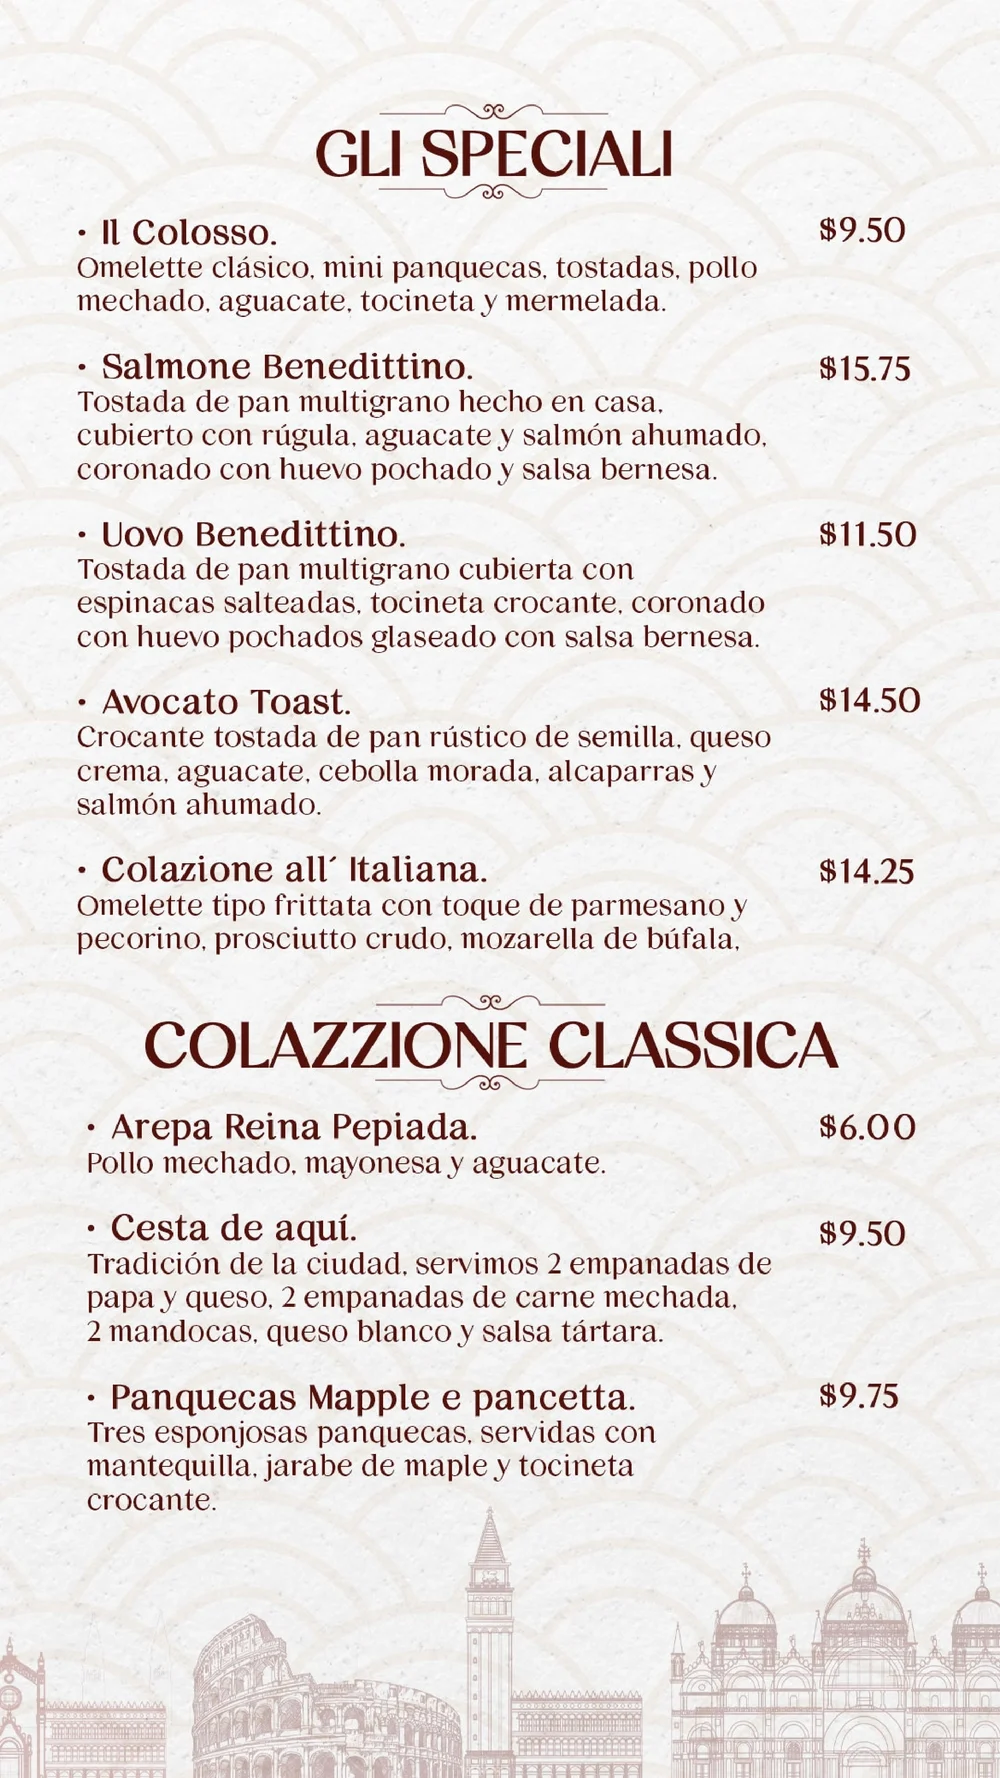 GLI SPECIALI
· Il Colosso. $9.50
Omelette clásico, mini panquecas, tostadas, pollo
mechado, aguacate, tocineta y mermelada.
· Salmone Benedittino. $15.75
Tostada de pan multigrano hecho en casa,
cubierto con rúgula, aguacate y salmón ahumado,
coronado con huevo pochado y salsa bernesa.
· Uovo Benedittino. $11.50
Tostada de pan multigrano cubierta con
espinacas salteadas, tocineta crocante, coronado
con huevo pochados glaseado con salsa bernesa.
· Avocato Toast. $14.50
Crocante tostada de pan rústico de semilla, queso
crema, aguacate, cebolla morada, alcaparras y
salmón ahumado.
· Colazione all´ Italiana. $14.25
Omelette tipo frittata con toque de parmesano y
pecorino, prosciutto crudo, mozarella de búfala,
COLAZZIONE CLASSICA
· Arepa Reina Pepiada. $6.00
Pollo mechado, mayonesa y aguacate.
· Cesta de aquí. $9.50
Tradición de la ciudad, servimos 2 empanadas de
papa y queso, 2 empanadas de carne mechada,
2 mandocas, queso blanco y salsa tártara.
· Panquecas Mapple e pancetta. $9.75
Tres esponjosas panquecas, servidas con
mantequilla, jarabe de maple y tocineta
crocante.